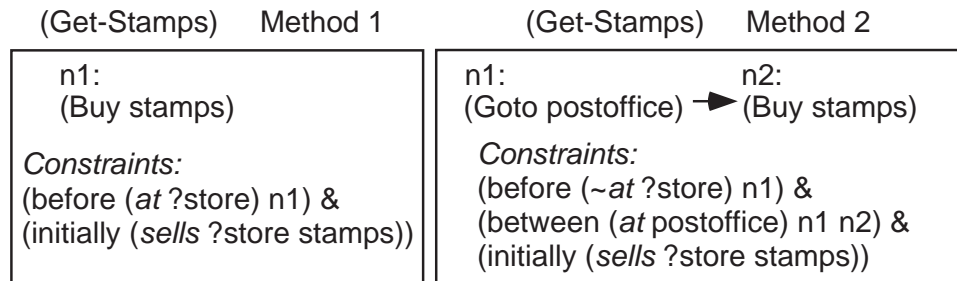 (Get-Stamps) Method 1
n1:
(Buy stamps)
Constraints:
(before (at ?store) n1) &
(initially (sells ?store stamps))
(Get-Stamps) Method 2
n1: n2:
(Goto postoffice) (Buy stamps)
Constraints:
(before (~at ?store) n1) &
(between (at postoffice) n1 n2) &
(initially (sells ?store stamps))